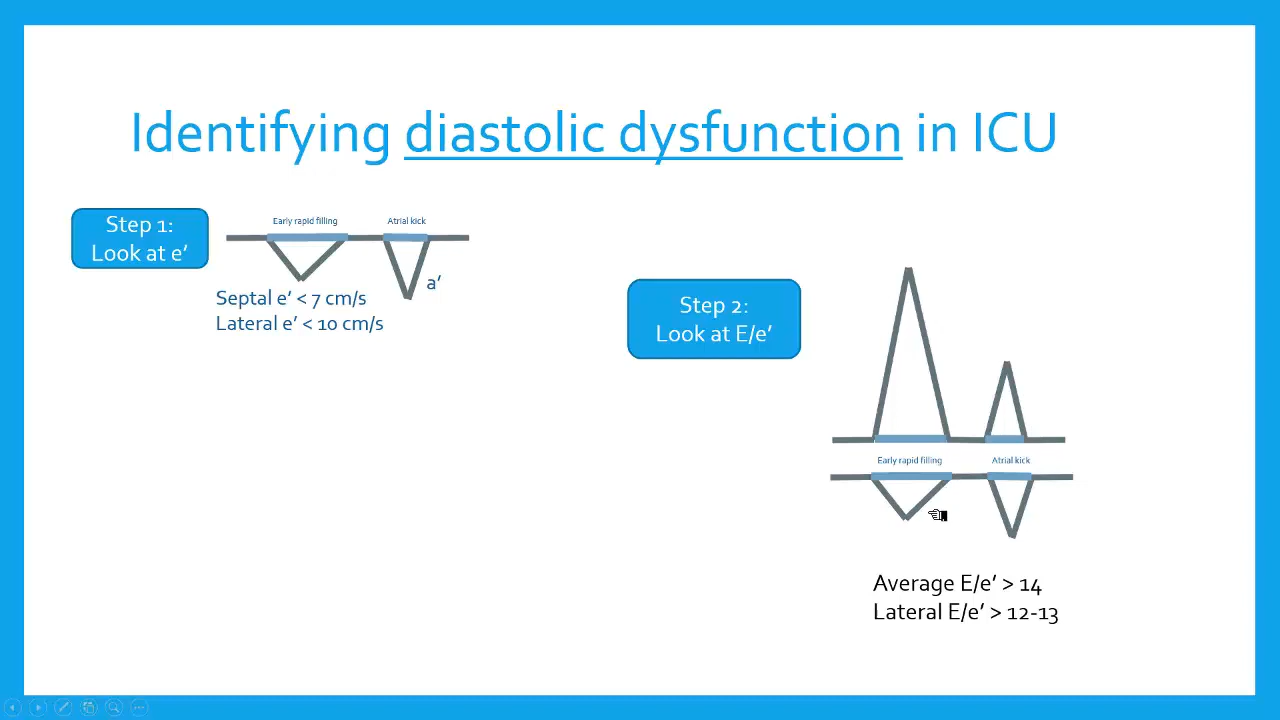 Identifying diastolic dysfunction in ICU
Step 1:
Look at e'
Early rapid filling
Atrial kick
a'
Septal e' < 7 cm/s
Lateral e' < 10 cm/s
Step 2:
Look at E/e'
Early rapid filling
Atrial kick
Average E/e' > 14
Lateral E/e' > 12-13